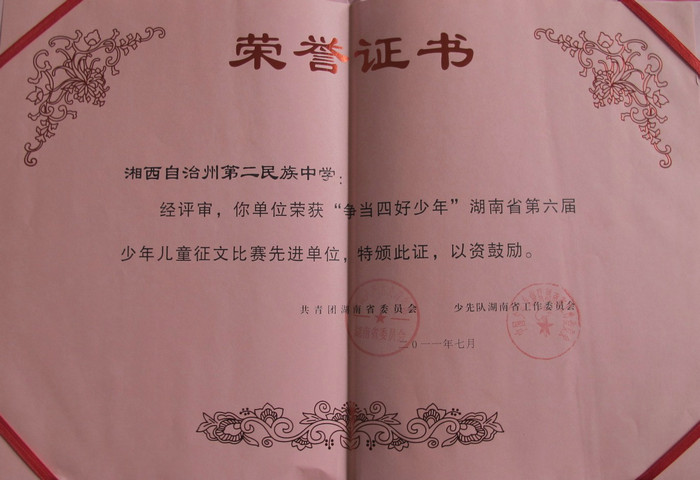 荣誉证书
湘西自治州第二民族中学：
经评审，你单位荣获“争当四好少年”湖南省第六届
少年儿童征文比赛先进单位，特颁此证，以资鼓励。
共青团湖南省委员会 少先队湖南省工作委员会
二0一一年七月